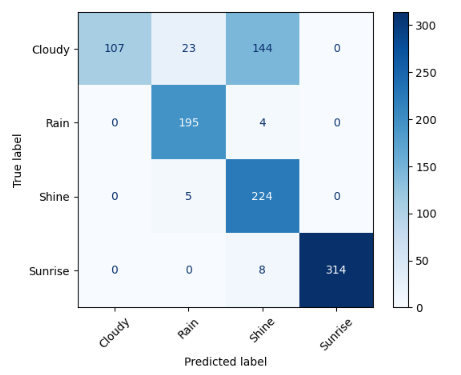 Cloudy 107 23 144 0
Rain 0 195 4 0
Shine 0 5 224 0
Sunrise 0 0 8 314
Cloudy Rain Shine Sunrise
Predicted label
True label
300
250
200
150
100
50
0